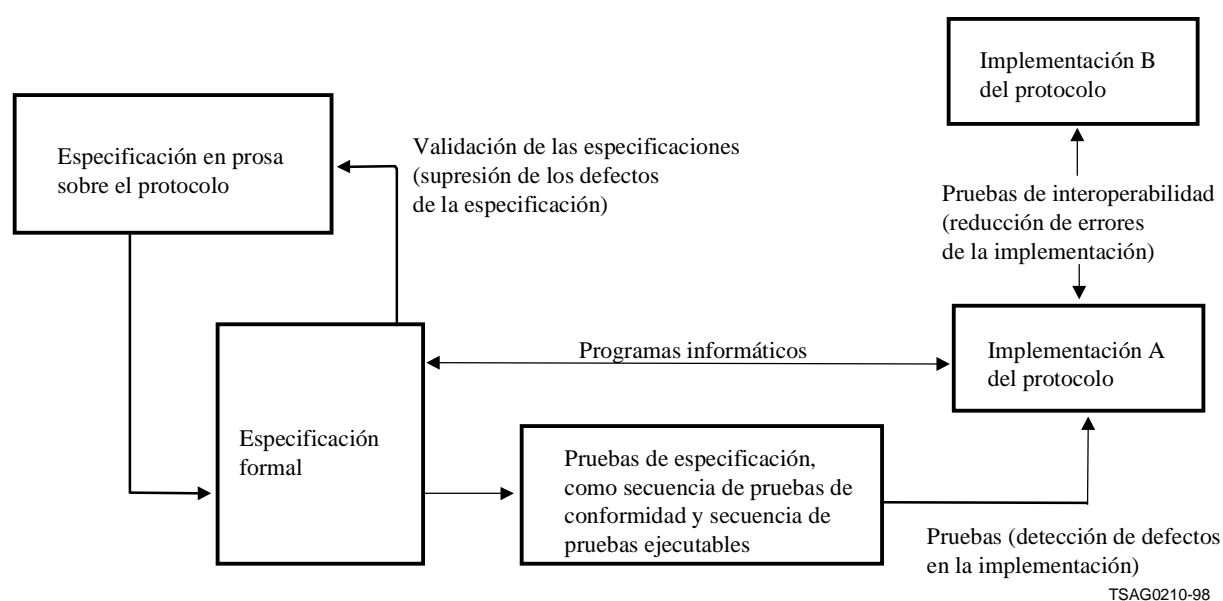 Implementación B
del protocolo
Especificación en prosa
sobre el protocolo
Validación de las especificaciones
(supresión de los defectos
de la especificación)
Pruebas de interoperabilidad
(reducción de errores
de la implementación)
Programas informáticos
Implementación A
del protocolo
Especificación
formal
Pruebas de especificación,
como secuencia de pruebas de
conformidad y secuencia de
pruebas ejecutables
Pruebas (detección de defectos
en la implementación)
TSAG0210-98